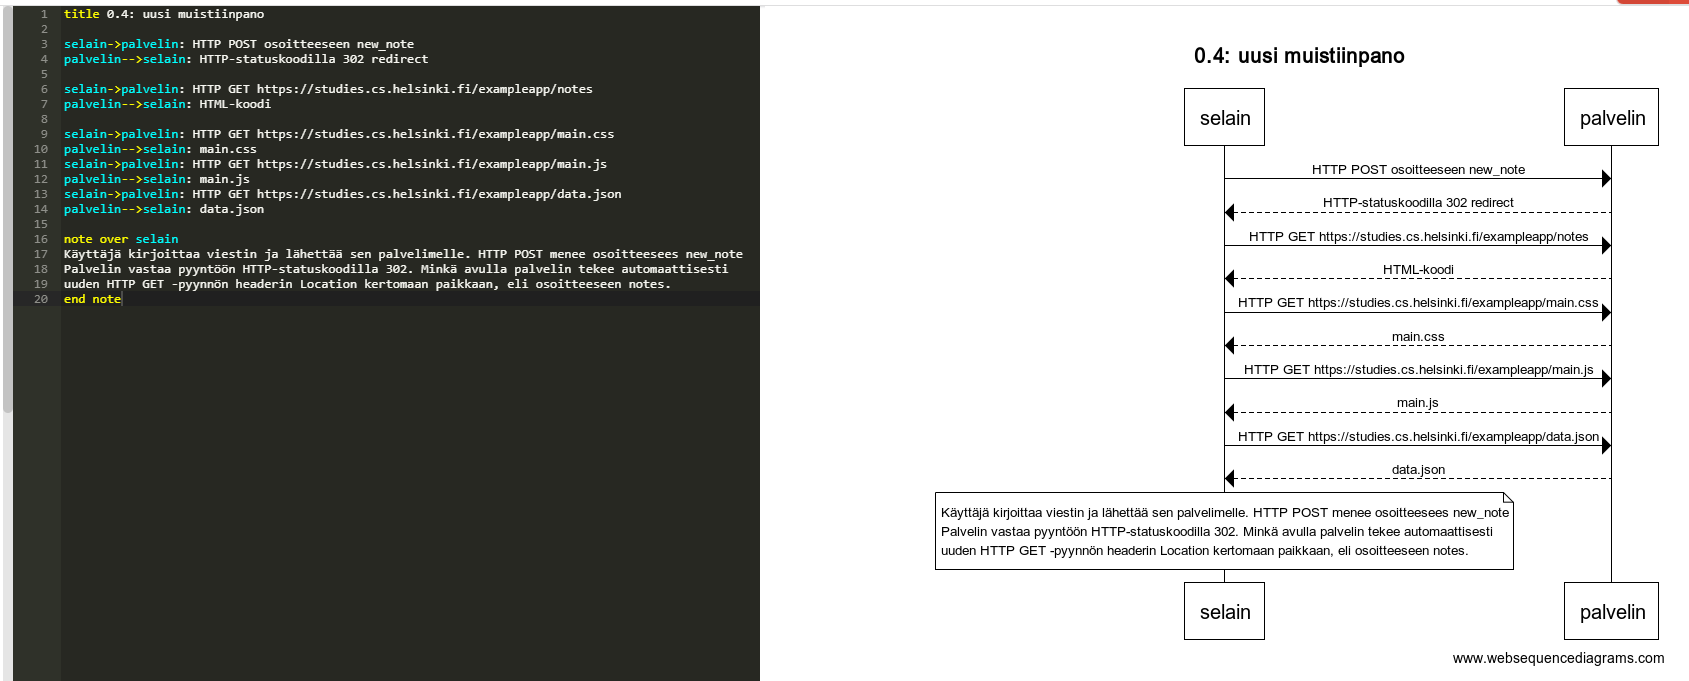 1 title 0.4: uusi muistiinpano
2
3 selain->palvelin: HTTP POST osoitteeseen new_note
4 palvelin-->selain: HTTP-statuskoodilla 302 redirect
5
6 selain->palvelin: HTTP GET https://studies.cs.helsinki.fi/exampleapp/notes
7 palvelin-->selain: HTML-koodi
8
9 selain->palvelin: HTTP GET https://studies.cs.helsinki.fi/exampleapp/main.css
10 palvelin-->selain: main.css
11 selain->palvelin: HTTP GET https://studies.cs.helsinki.fi/exampleapp/main.js
12 palvelin-->selain: main.js
13 selain->palvelin: HTTP GET https://studies.cs.helsinki.fi/exampleapp/data.json
14 palvelin-->selain: data.json
15
16 note over selain
17 Käyttäjä kirjoittaa viestin ja lähettää sen palvelimelle. HTTP POST menee osoitteesees new_note
18 Palvelin vastaa pyyntöön HTTP-statuskoodilla 302. Minkä avulla palvelin tekee automaattisesti
19 uuden HTTP GET -pyynnön headerin Location kertomaan paikkaan, eli osoitteeseen notes.
20 end note
0.4: uusi muistiinpano
selain palvelin
HTTP POST osoitteeseen new_note
HTTP-statuskoodilla 302 redirect
HTTP GET https://studies.cs.helsinki.fi/exampleapp/notes
HTML-koodi
HTTP GET https://studies.cs.helsinki.fi/exampleapp/main.css
main.css
HTTP GET https://studies.cs.helsinki.fi/exampleapp/main.js
main.js
HTTP GET https://studies.cs.helsinki.fi/exampleapp/data.json
data.json
Käyttäjä kirjoittaa viestin ja lähettää sen palvelimelle. HTTP POST menee osoitteesees new_note
Palvelin vastaa pyyntöön HTTP-statuskoodilla 302. Minkä avulla palvelin tekee automaattisesti
uuden HTTP GET -pyynnön headerin Location kertomaan paikkaan, eli osoitteeseen notes.
selain palvelin
www.websequencediagrams.com